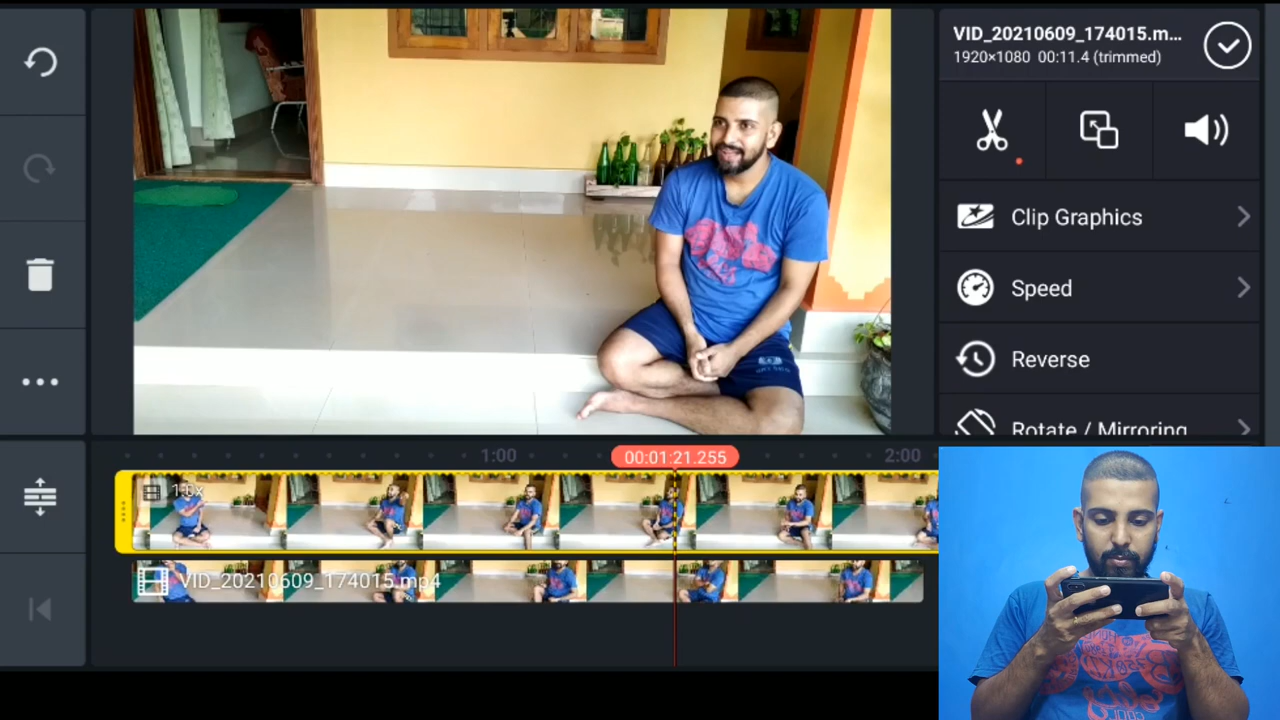 VID_20210609_174015.m...
1920×1080 00:11.4 (trimmed)
Clip Graphics
Speed
Reverse
Rotate / Mirroring
1:00
00:01:21.255
2:00
1.0x
VID_20210609_174015.mp4